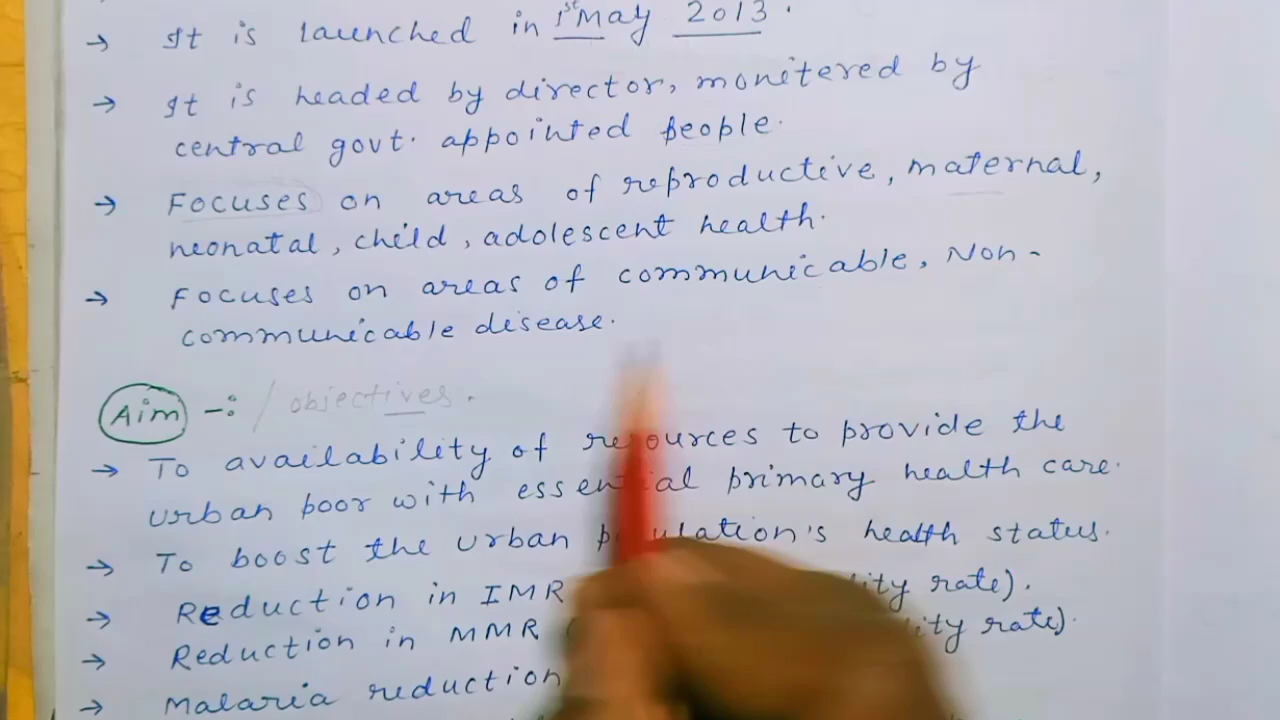 → It is launched in 1st May 2013.
→ It is headed by director, monitered by
central govt. appointed people.
→ Focuses on areas of reproductive, maternal,
neonatal, child, adolescent health.
→ Focuses on areas of communicable, Non-
communicable disease.
Aim -: / objectives.
→ To availability of resources to provide the
urban poor with essential primary health care.
→ To boost the urban population's health status.
→ Reduction in IMR rate).
→ Reduction in MMR ( rate).
→ Malaria reduction